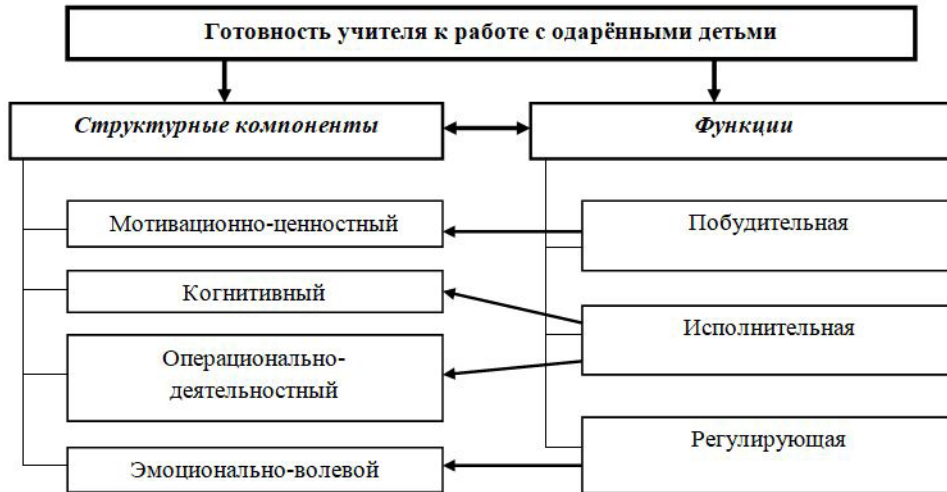 Готовность учителя к работе с одарёнными детьми
Структурные компоненты
Функции
Мотивационно-ценностный
Побудительная
Когнитивный
Исполнительная
Операционально-
деятельностный
Эмоционально-волевой
Регулирующая